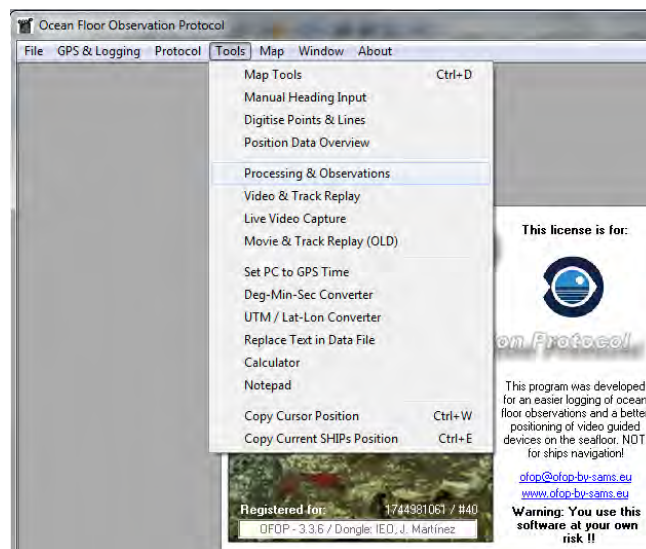 Ocean Floor Observation Protocol
File GPS & Logging Protocol Tools Map Window About
Map Tools Ctrl+D
Manual Heading Input
Digitise Points & Lines
Position Data Overview
Processing & Observations
Video & Track Replay
Live Video Capture
Movie & Track Replay (OLD)
Set PC to GPS Time
Deg-Min-Sec Converter
UTM / Lat-Lon Converter
Replace Text in Data File
Calculator
Notepad
Copy Cursor Position Ctrl+W
Copy Current SHIPs Position Ctrl+E
This license is for:
on Protocol
This program was developed
for an easier logging of ocean
floor observations and a better
positioning of video guided
devices on the seafloor. NOT
for ships navigation!
ofop@ofop-by-sams.eu
www.ofop-by-sams.eu
Warning: You use this
software at your own
risk !!
Registered for: 1744981061 / #40
OFOP - 3.3.6 / Dongle: IEO, J. Martínez